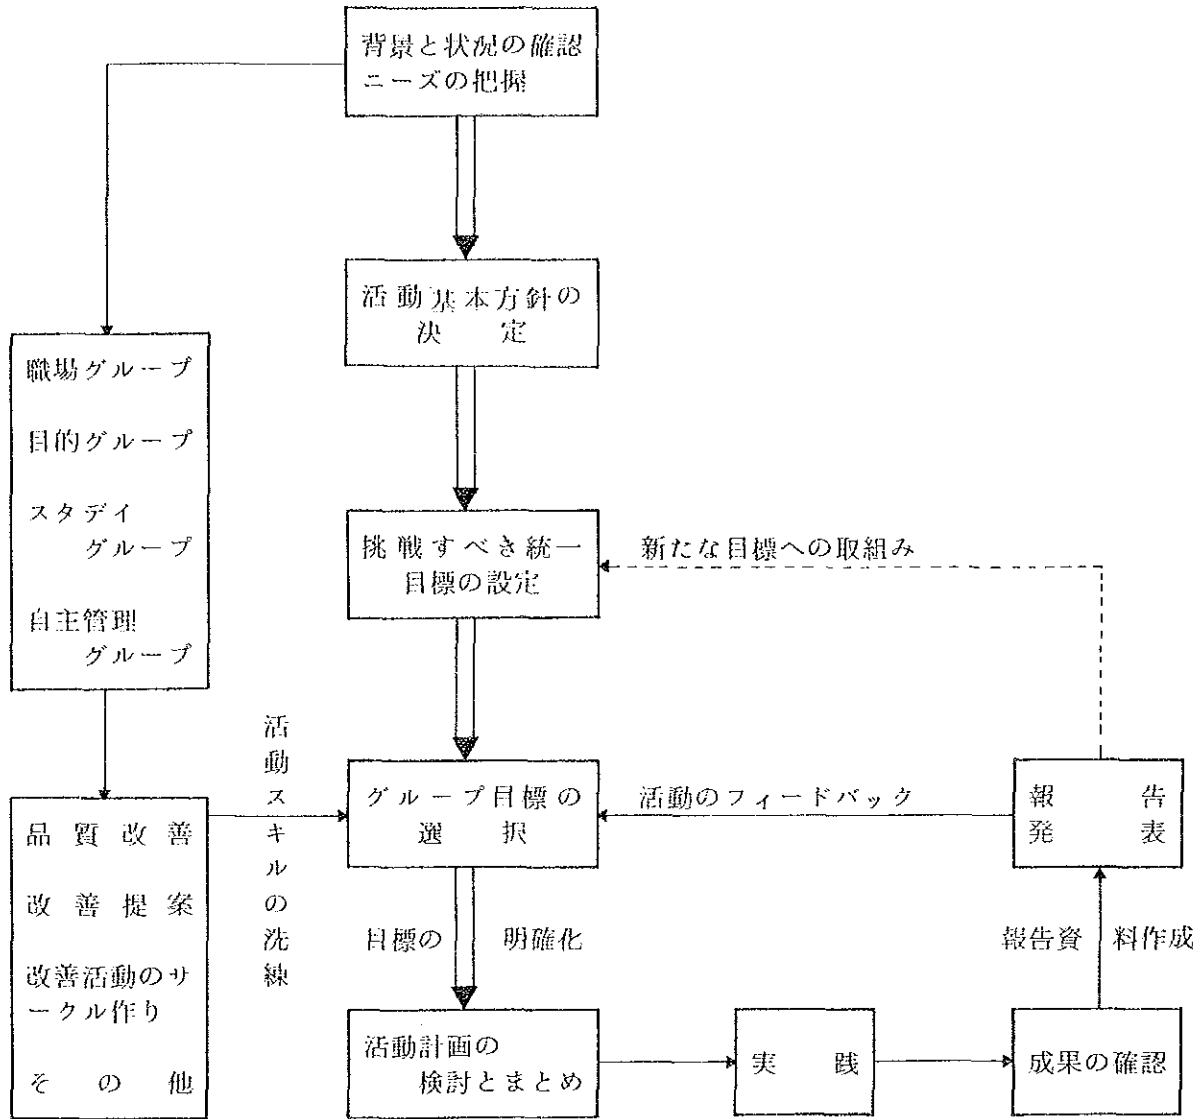 背景と状況の確認
ニーズの把握
活動基本方針の
決定
職場グループ
目的グループ
スタデイ
グループ
自主管理
グループ
挑戦すべき統一
目標の設定
新たな目標への取組み
活動スキルの洗練
グループ目標の
選択
活動のフィードバック
報告
発表
品質改善
改善提案
改善活動のサ
ークル作り
その他
目標の 明確化
報告資 料作成
活動計画の
検討とまとめ
実践
成果の確認